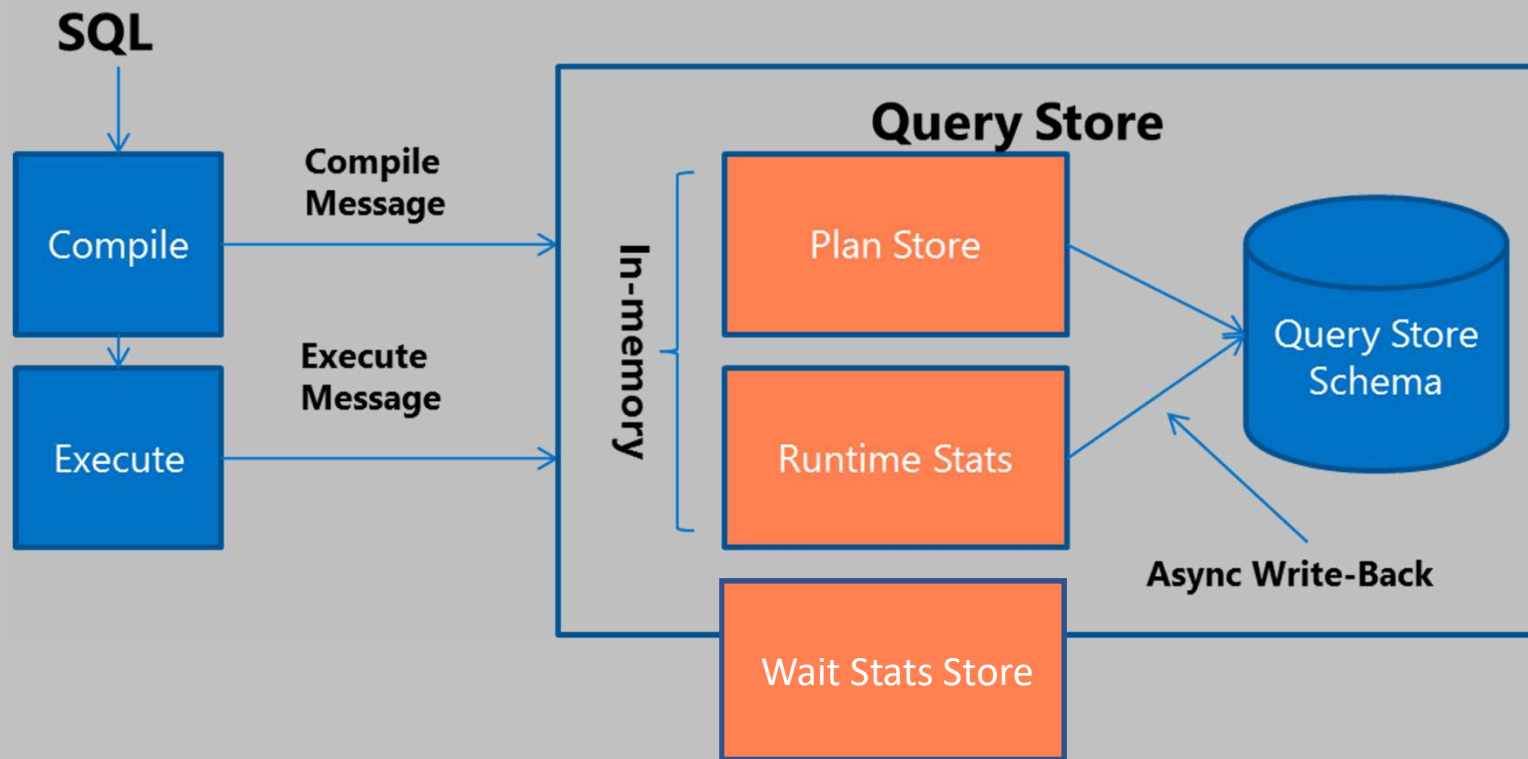 SQL
Query Store
Compile
Message
Compile
Plan Store
In-memory
Query Store
Schema
Execute
Message
Execute
Runtime Stats
Async Write-Back
Wait Stats Store